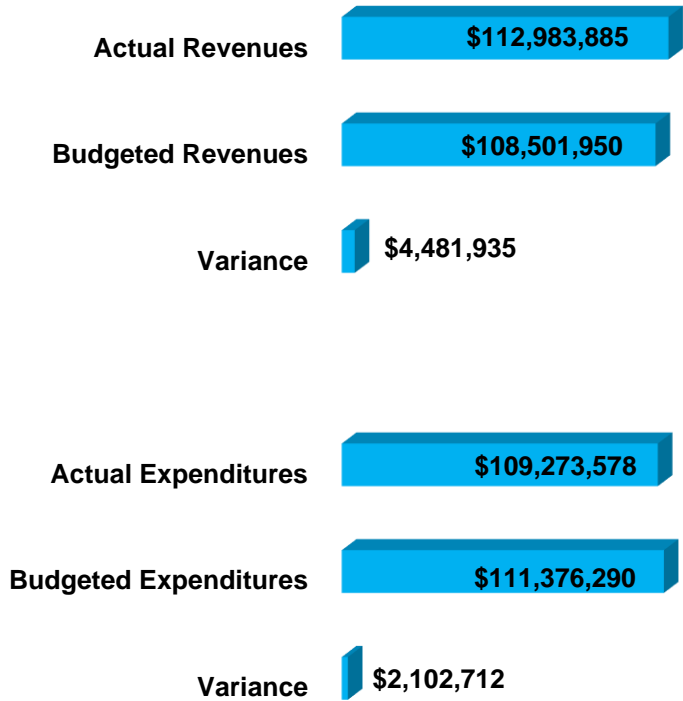 Actual Revenues $112,983,885
Budgeted Revenues $108,501,950
Variance $4,481,935
Actual Expenditures $109,273,578
Budgeted Expenditures $111,376,290
Variance $2,102,712